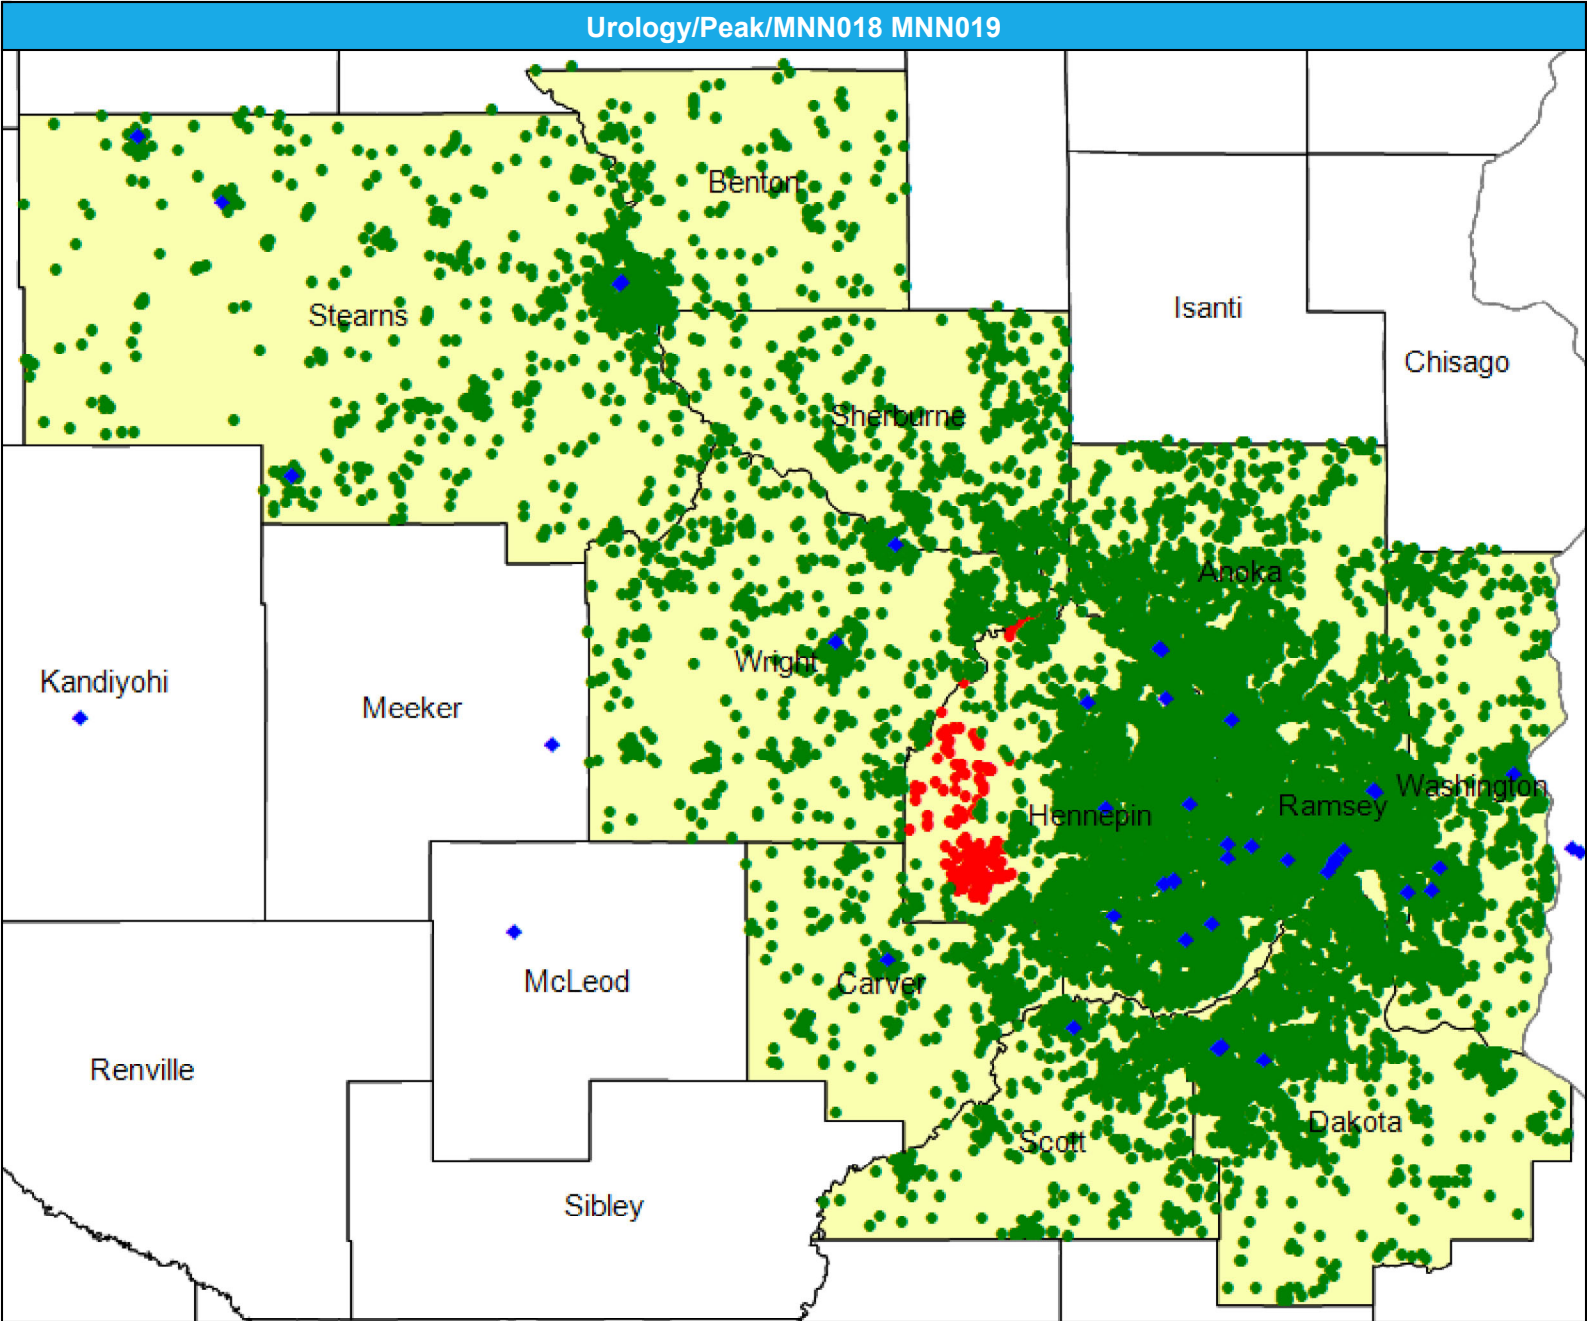 Urology/Peak/MNN018 MNN019
Benton
Stearns
Isanti
Chisago
Sherburne
Anoka
Wright
Kandiyohi
Meeker
Washington
Ramsey
Hennepin
McLeod
Carver
Renville
Dakota
Scott
Sibley